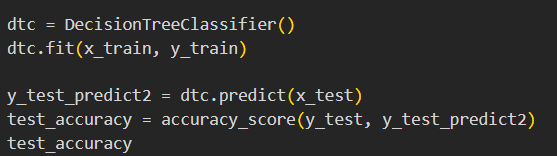 dtc = DecisionTreeClassifier()
dtc.fit(x_train, y_train)
y_test_predict2 = dtc.predict(x_test)
test_accuracy = accuracy_score(y_test, y_test_predict2)
test_accuracy